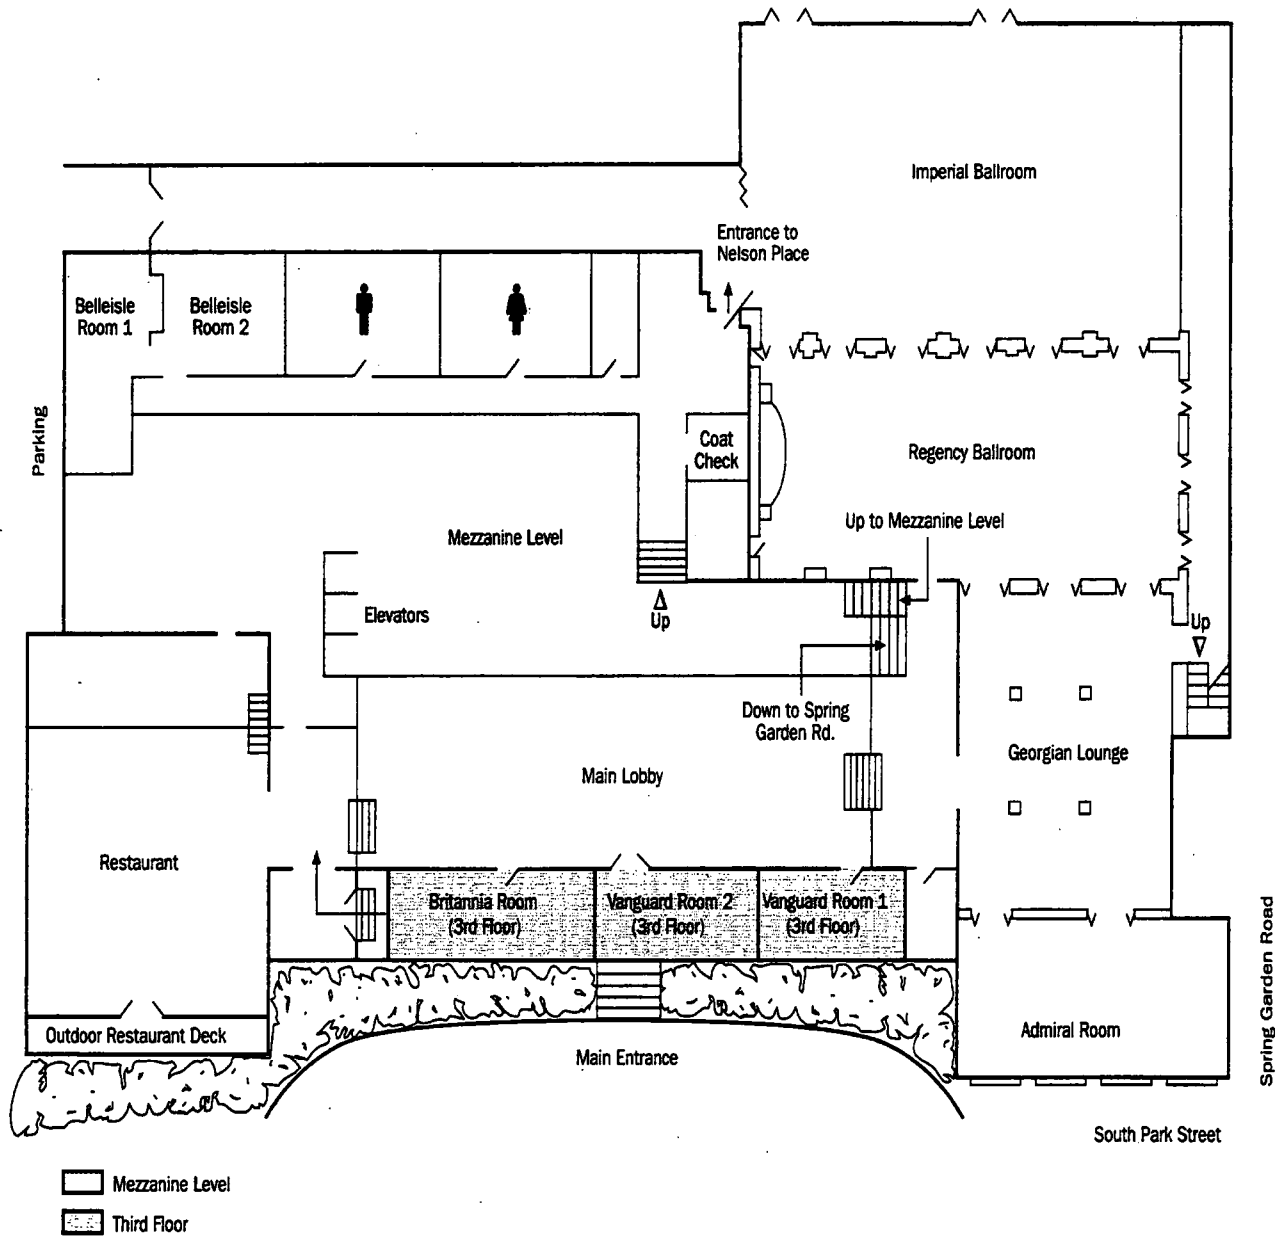 Imperial Ballroom
Entrance to
Nelson Place
Belleisle
Room 1
Belleisle
Room 2
Parking
Coat
Check
Regency Ballroom
Up to Mezzanine Level
Mezzanine Level
Elevators
Up
Up
Down to Spring
Garden Rd.
Georgian Lounge
Main Lobby
Restaurant
Britannia Room
(3rd Floor)
Vanguard Room 2
(3rd Floor)
Vanguard Room 1
(3rd Floor)
Outdoor Restaurant Deck
Admiral Room
Main Entrance
Spring Garden Road
South Park Street
Mezzanine Level
Third Floor